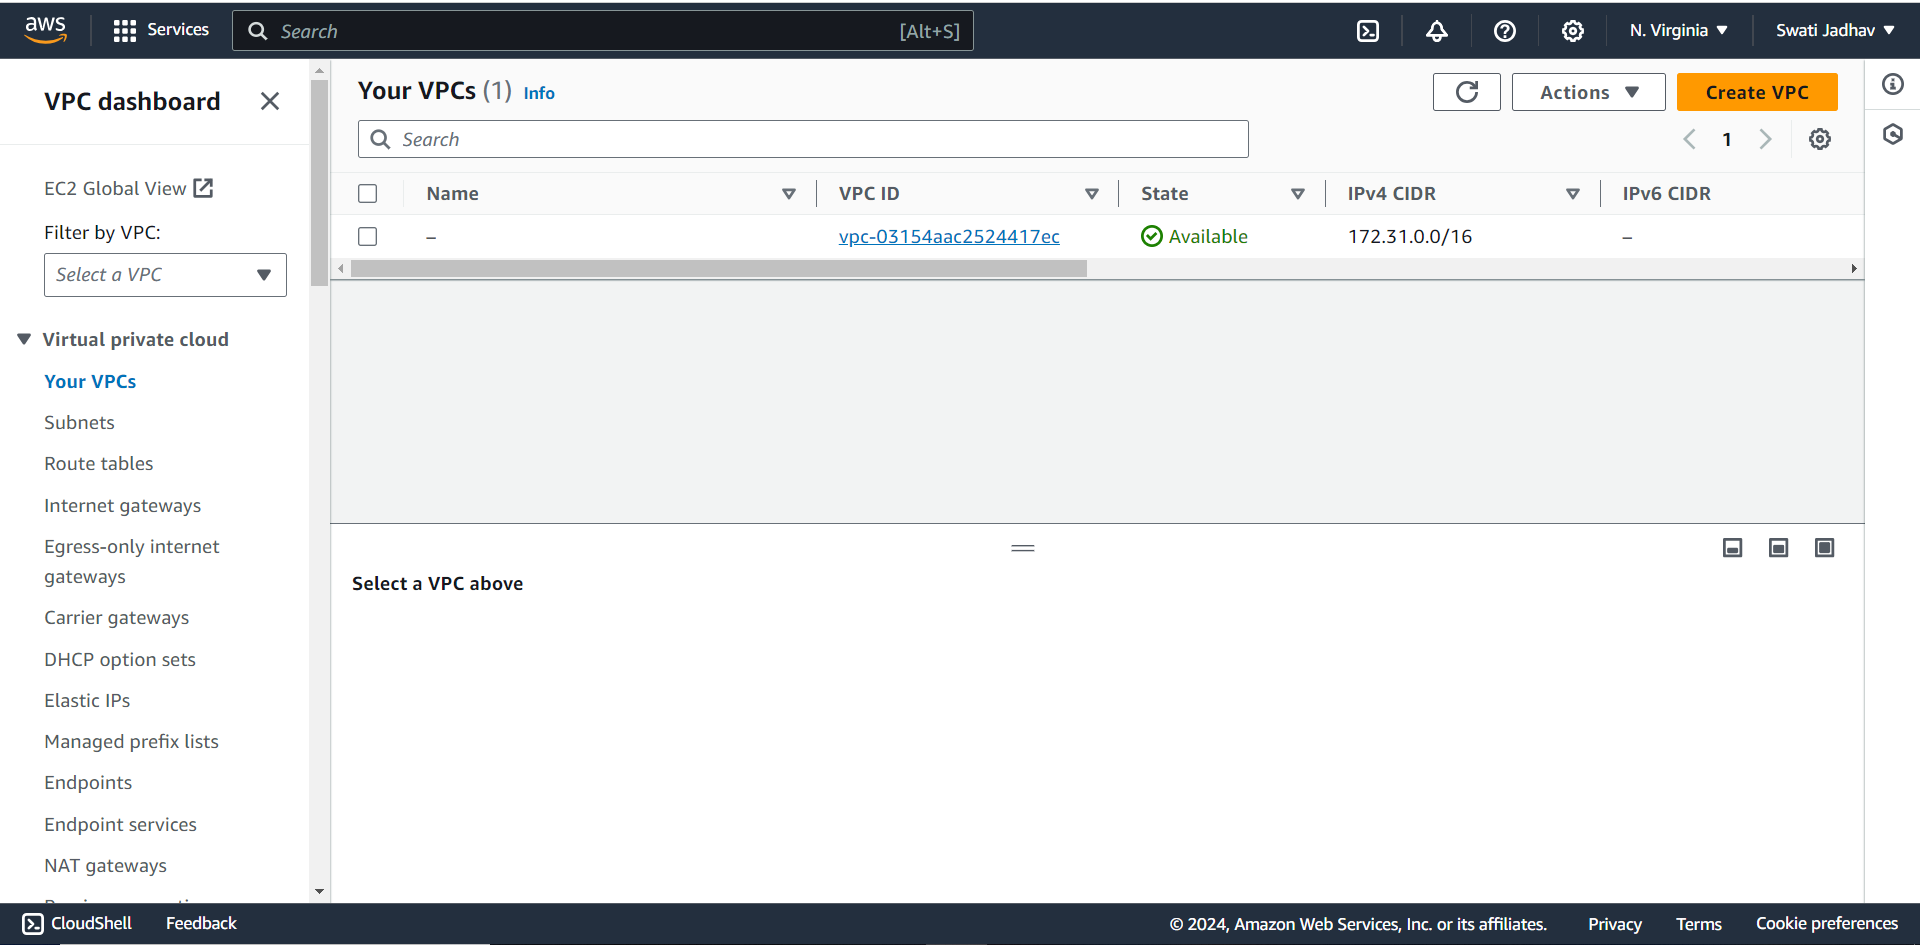 aws
Services
Search [Alt+S]
N. Virginia
Swati Jadhav
VPC dashboard
EC2 Global View
Filter by VPC:
Select a VPC
Virtual private cloud
Your VPCs
Subnets
Route tables
Internet gateways
Egress-only internet
gateways
Carrier gateways
DHCP option sets
Elastic IPs
Managed prefix lists
Endpoints
Endpoint services
NAT gateways
Your VPCs (1) Info
Actions
Create VPC
Search
1
Name VPC ID State IPv4 CIDR IPv6 CIDR
– vpc-03154aac2524417ec Available 172.31.0.0/16 –
Select a VPC above
CloudShell Feedback
© 2024, Amazon Web Services, Inc. or its affiliates. Privacy Terms Cookie preferences